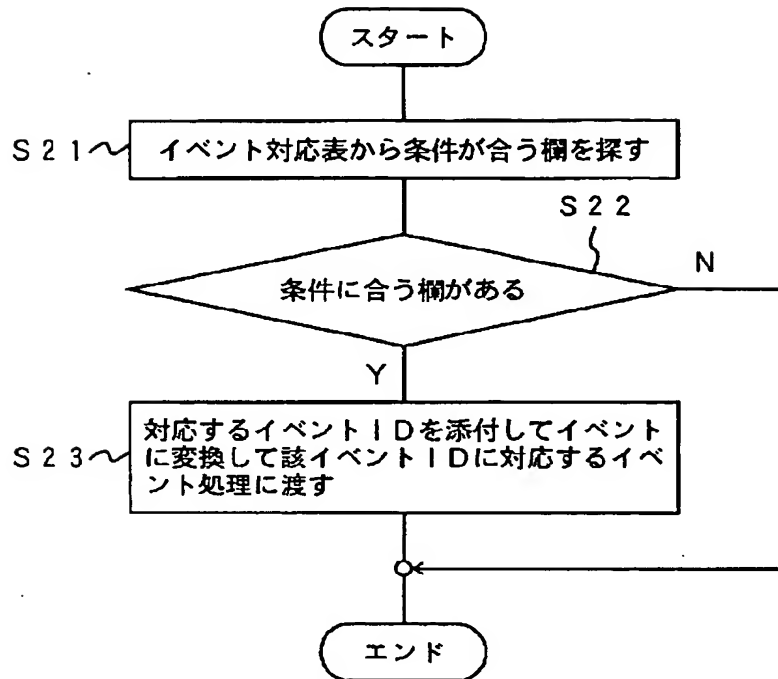 スタート
S21
イベント対応表から条件が合う欄を探す
S22
条件に合う欄がある
N
Y
S23
対応するイベントIDを添付してイベント
に変換して該イベントIDに対応するイベ
ント処理に渡す
エンド